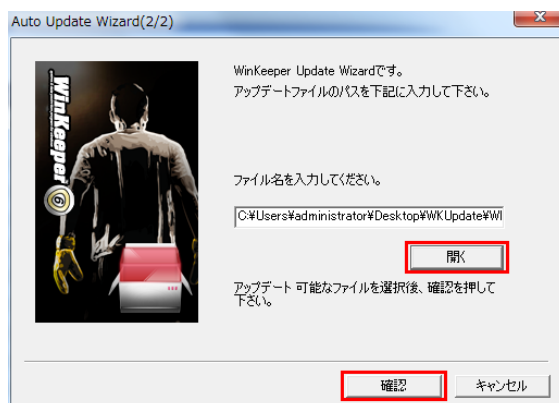 Auto Update Wizard(2/2)
WinKeeper 6
WinKeeper Update Wizardです。
アップデートファイルのパスを下記に入力して下さい。
ファイル名を入力してください。
C:¥Users¥administrator¥Desktop¥WKUpdate¥WI
開く
アップデート 可能なファイルを選択後、確認を押して
下さい。
確認
キャンセル